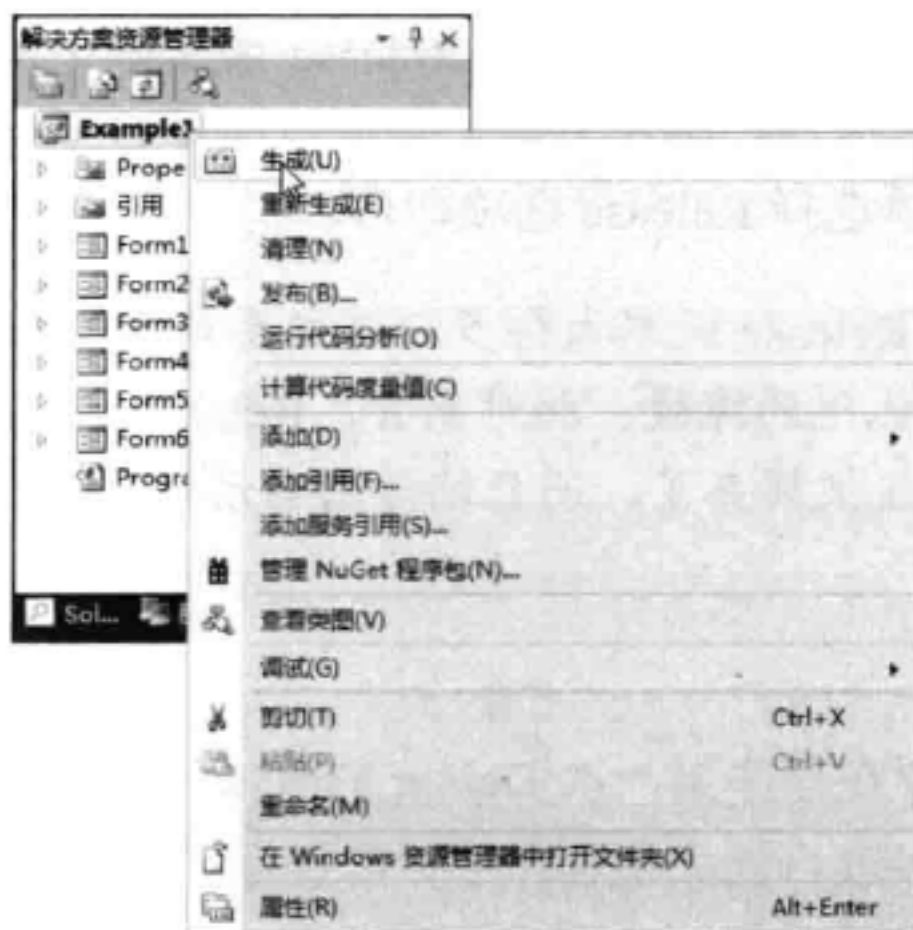 解决方案资源管理器
Example3
Prope
引用
Form1
Form2
Form3
Form4
Form5
Form6
Progra
Sol...
生成(U)
重新生成(E)
清理(N)
发布(B)...
运行代码分析(O)
计算代码度量值(C)
添加(D)
添加引用(F)...
添加服务引用(S)...
管理 NuGet 程序包(N)...
查看类图(V)
调试(G)
剪切(T) Ctrl+X
粘贴(P) Ctrl+V
重命名(M)
在 Windows 资源管理器中打开文件夹(X)
属性(R) Alt+Enter